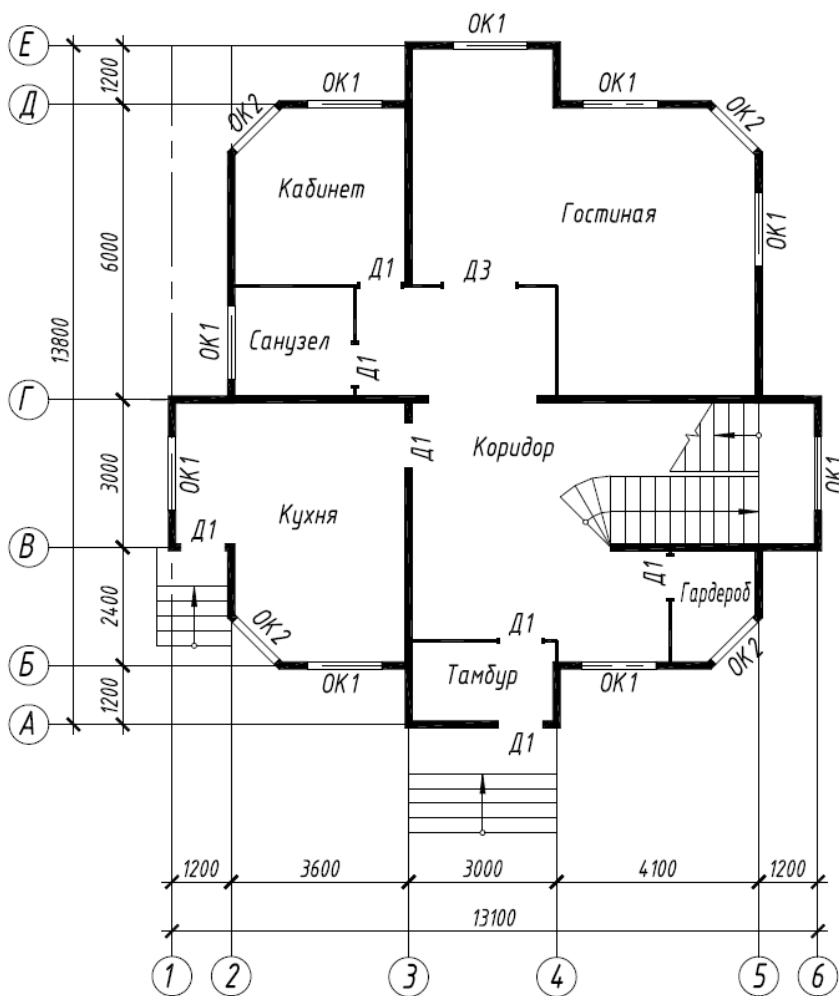 ОК1
Е
1200
ОК1
ОК1
Д
ОК2
ОК2
Кабинет
Гостиная
ОК1
6000
Д1
Д3
13800
ОК1
Санузел
Д1
Г
3000
ОК1
Д1
Коридор
ОК1
Кухня
Д1
В
Д1
Гардероб
2400
ОК2
Д1
ОК2
Б
ОК1
Тамбур
ОК1
1200
А
Д1
1200
3600
3000
4100
1200
13100
1
2
3
4
5
6